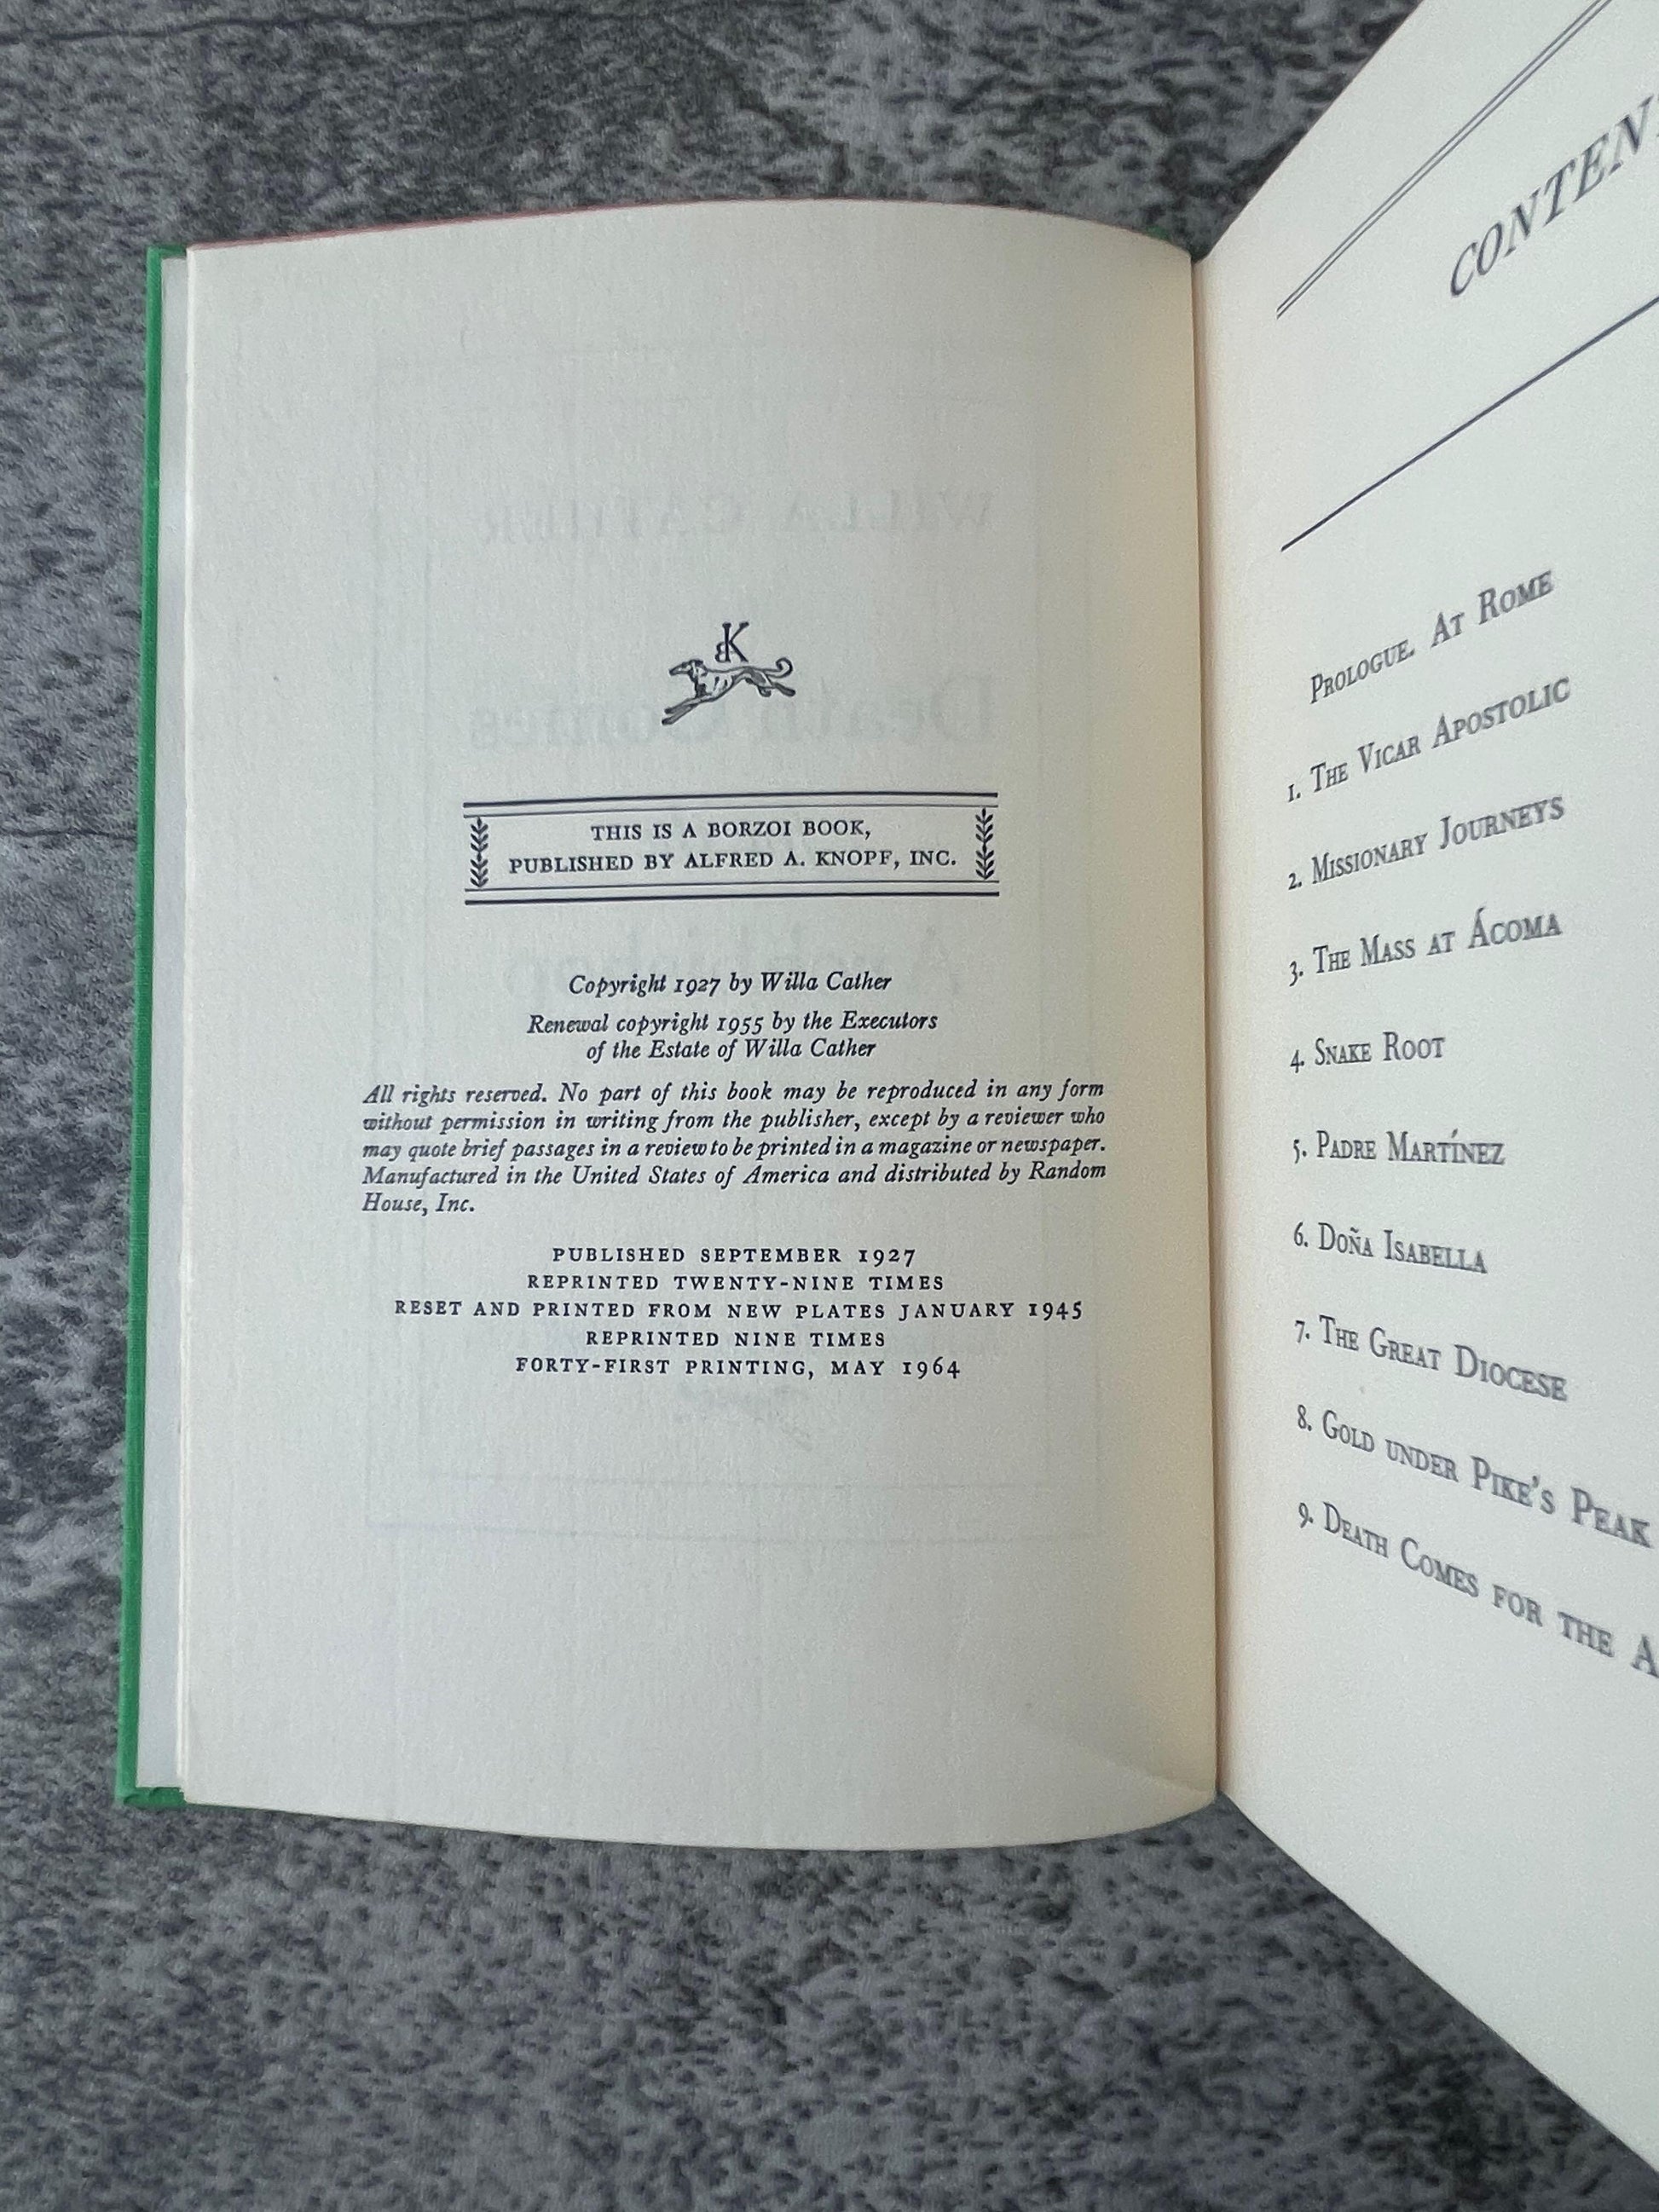 BK
THIS IS A BORZOI BOOK,
PUBLISHED BY ALFRED A. KNOPF, INC.
Copyright 1927 by Willa Cather
Renewal copyright 1955 by the Executors
of the Estate of Willa Cather
All rights reserved. No part of this book may be reproduced in any form
without permission in writing from the publisher, except by a reviewer who
may quote brief passages in a review to be printed in a magazine or newspaper.
Manufactured in the United States of America and distributed by Random
House, Inc.
PUBLISHED SEPTEMBER 1927
REPRINTED TWENTY-NINE TIMES
RESET AND PRINTED FROM NEW PLATES JANUARY 1945
REPRINTED NINE TIMES
FORTY-FIRST PRINTING, MAY 1964
CONTEN
PROLOGUE. AT ROME
1. THE VICAR APOSTOLIC
2. MISSIONARY JOURNEYS
3. THE MASS AT ÁCOMA
4. SNAKE ROOT
5. PADRE MARTÍNEZ
6. DOÑA ISABELLA
7. THE GREAT DIOCESE
8. GOLD UNDER PIKE'S PEAK
9. DEATH COMES FOR THE A